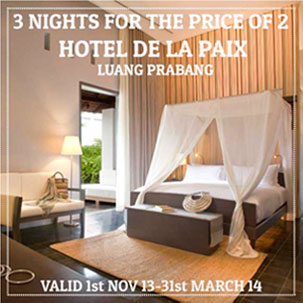 3 NIGHTS FOR THE PRICE OF 2
HOTEL DE LA PAIX
LUANG PRABANG
VALID 1st NOV 13-31st MARCH 14